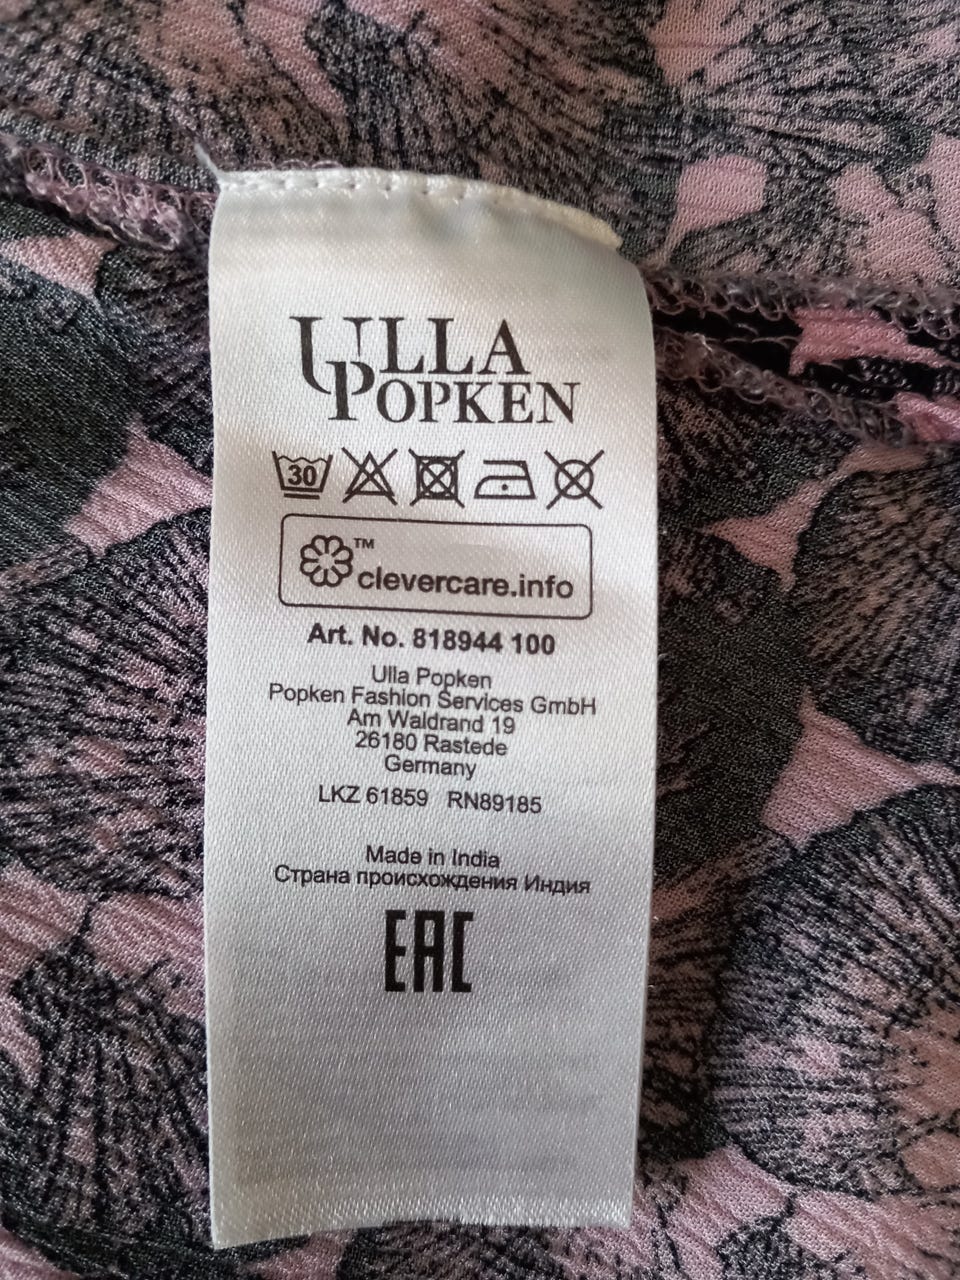 ULLA
POPKEN
30
™
clevercare.info
Art. No. 818944 100
Ulla Popken
Popken Fashion Services GmbH
Am Waldrand 19
26180 Rastede
Germany
LKZ 61859 RN89185
Made in India
Страна происхождения Индия
EAC